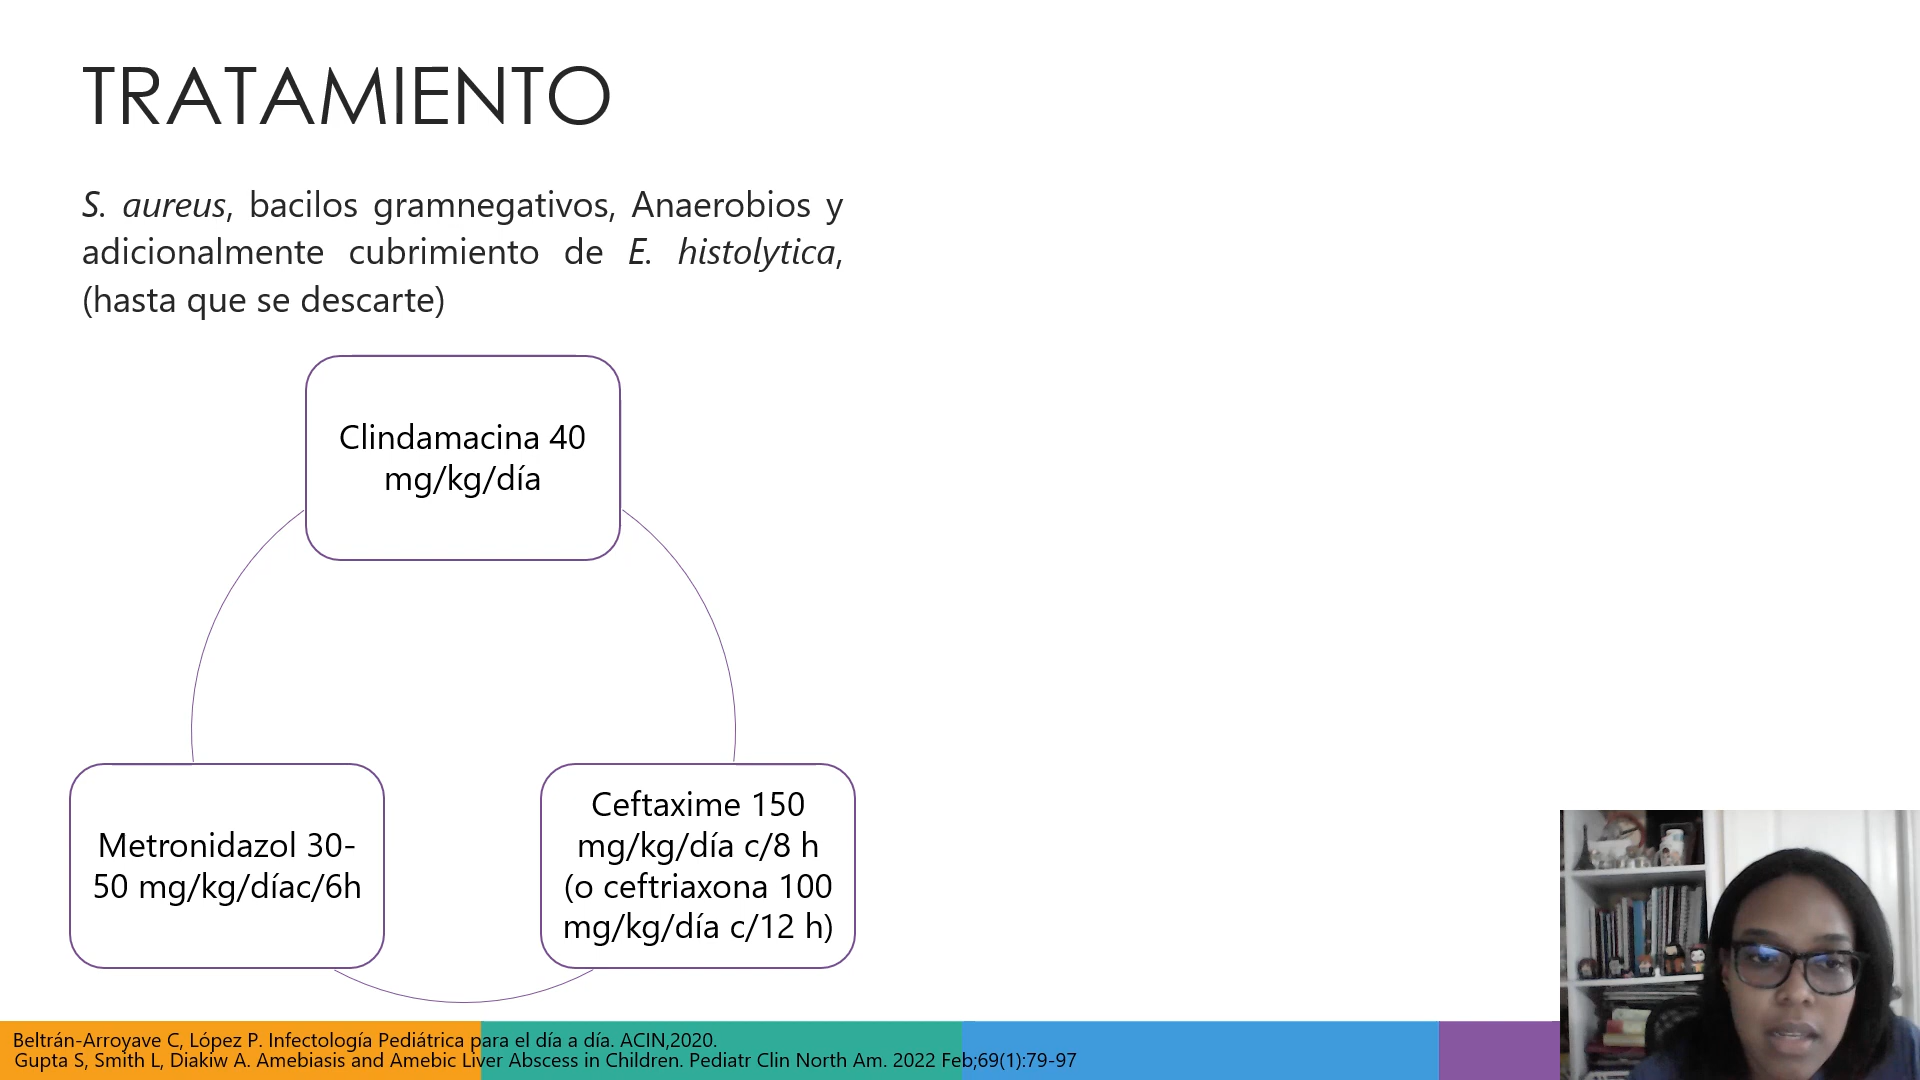 TRATAMIENTO
S. aureus, bacilos gramnegativos, Anaerobios y
adicionalmente cubrimiento de E. histolytica,
(hasta que se descarte)
Clindamacina 40
mg/kg/día
Metronidazol 30-
50 mg/kg/díac/6h
Ceftaxime 150
mg/kg/día c/8 h
(o ceftriaxona 100
mg/kg/día c/12 h)
Beltrán-Arroyave C, López P. Infectología Pediátrica para el día a día. ACIN,2020.
Gupta S, Smith L, Diakiw A. Amebiasis and Amebic Liver Abscess in Children. Pediatr Clin North Am. 2022 Feb;69(1):79-97